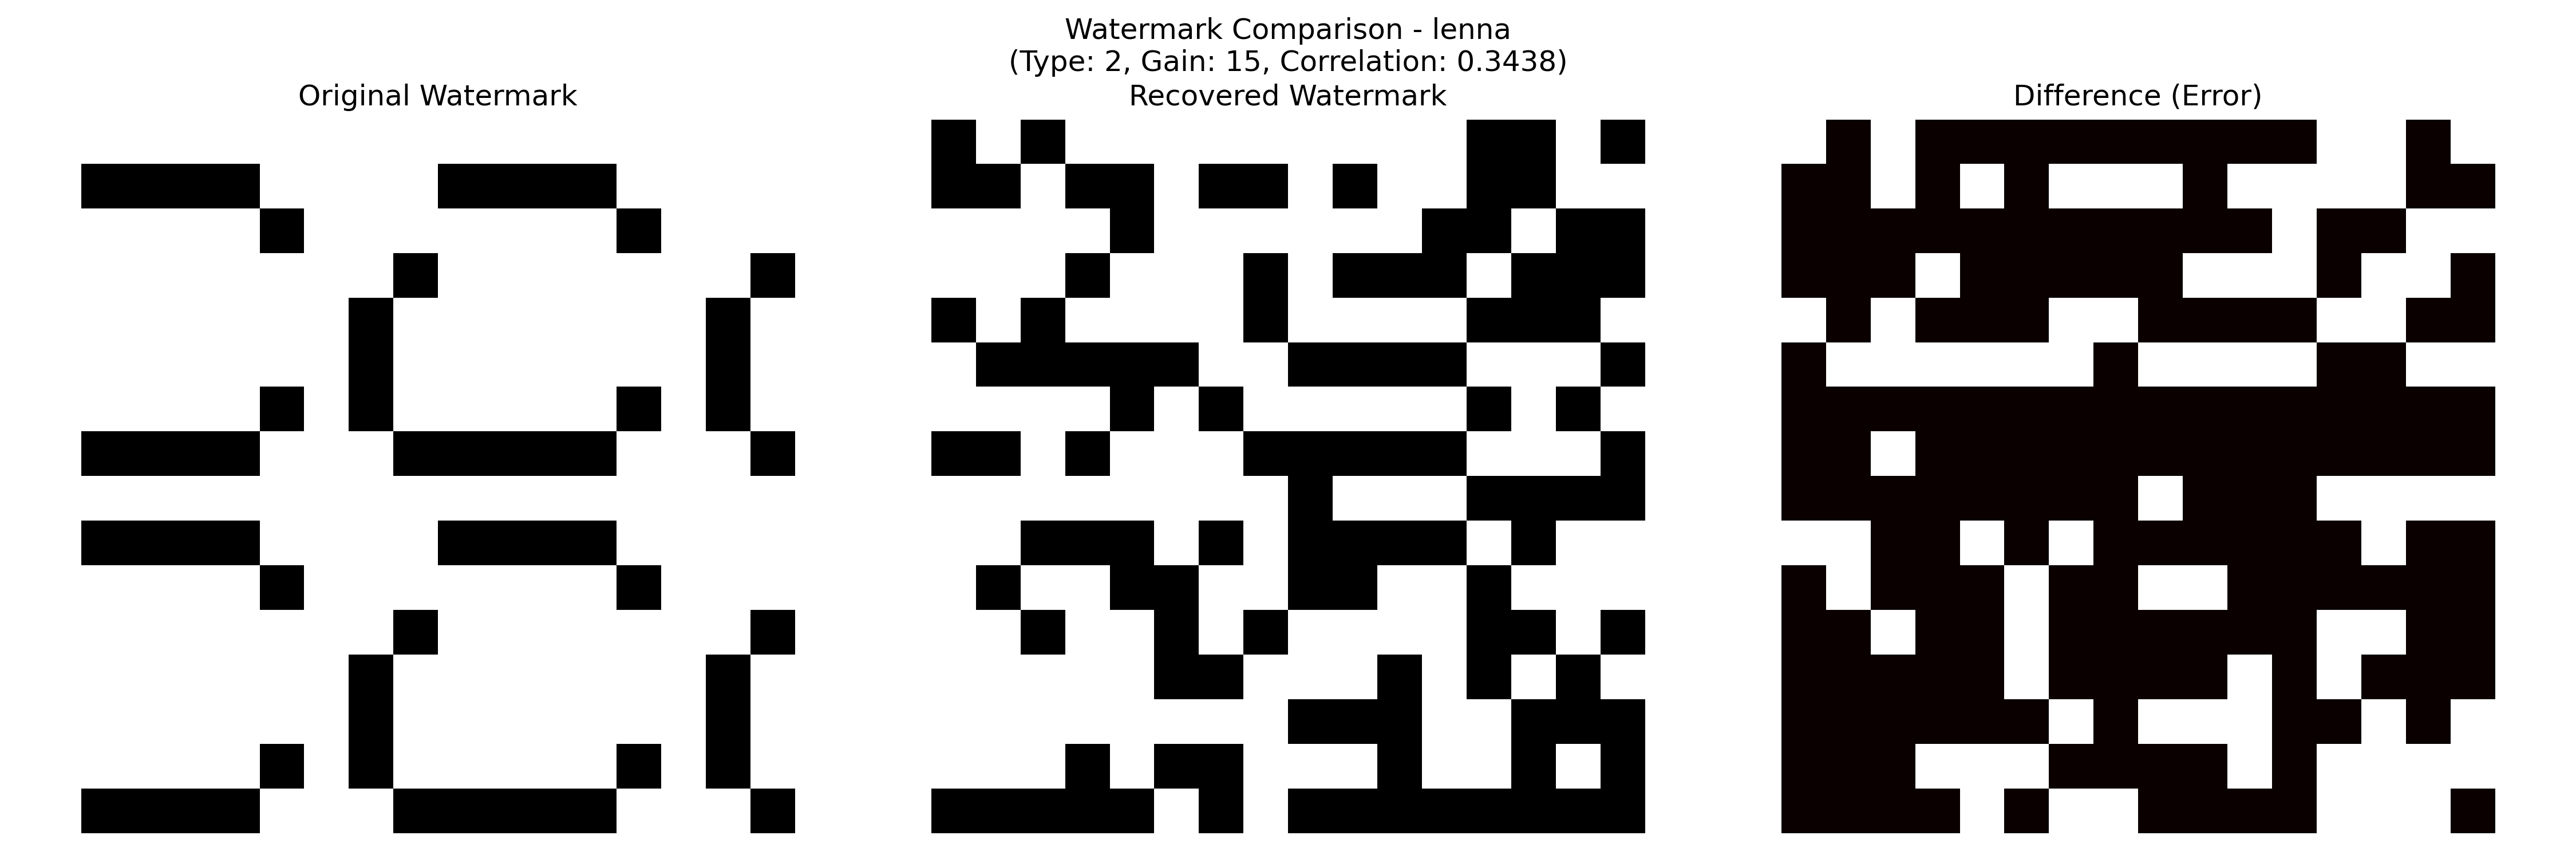 Watermark Comparison - lenna
(Type: 2, Gain: 15, Correlation: 0.3438)
Original Watermark
Recovered Watermark
Difference (Error)